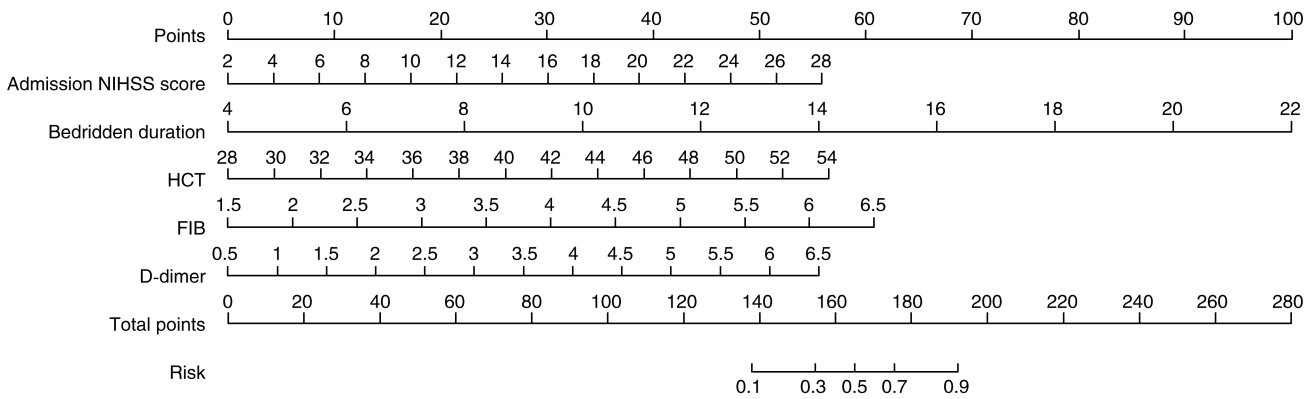 0 10 20 30 40 50 60 70 80 90 100
Points
2 4 6 8 10 12 14 16 18 20 22 24 26 28
Admission NIHSS score
4 6 8 10 12 14 16 18 20 22
Bedridden duration
28 30 32 34 36 38 40 42 44 46 48 50 52 54
HCT
1.5 2 2.5 3 3.5 4 4.5 5 5.5 6 6.5
FIB
0.5 1 1.5 2 2.5 3 3.5 4 4.5 5 5.5 6 6.5
D-dimer
0 20 40 60 80 100 120 140 160 180 200 220 240 260 280
Total points
Risk
0.1 0.3 0.5 0.7 0.9